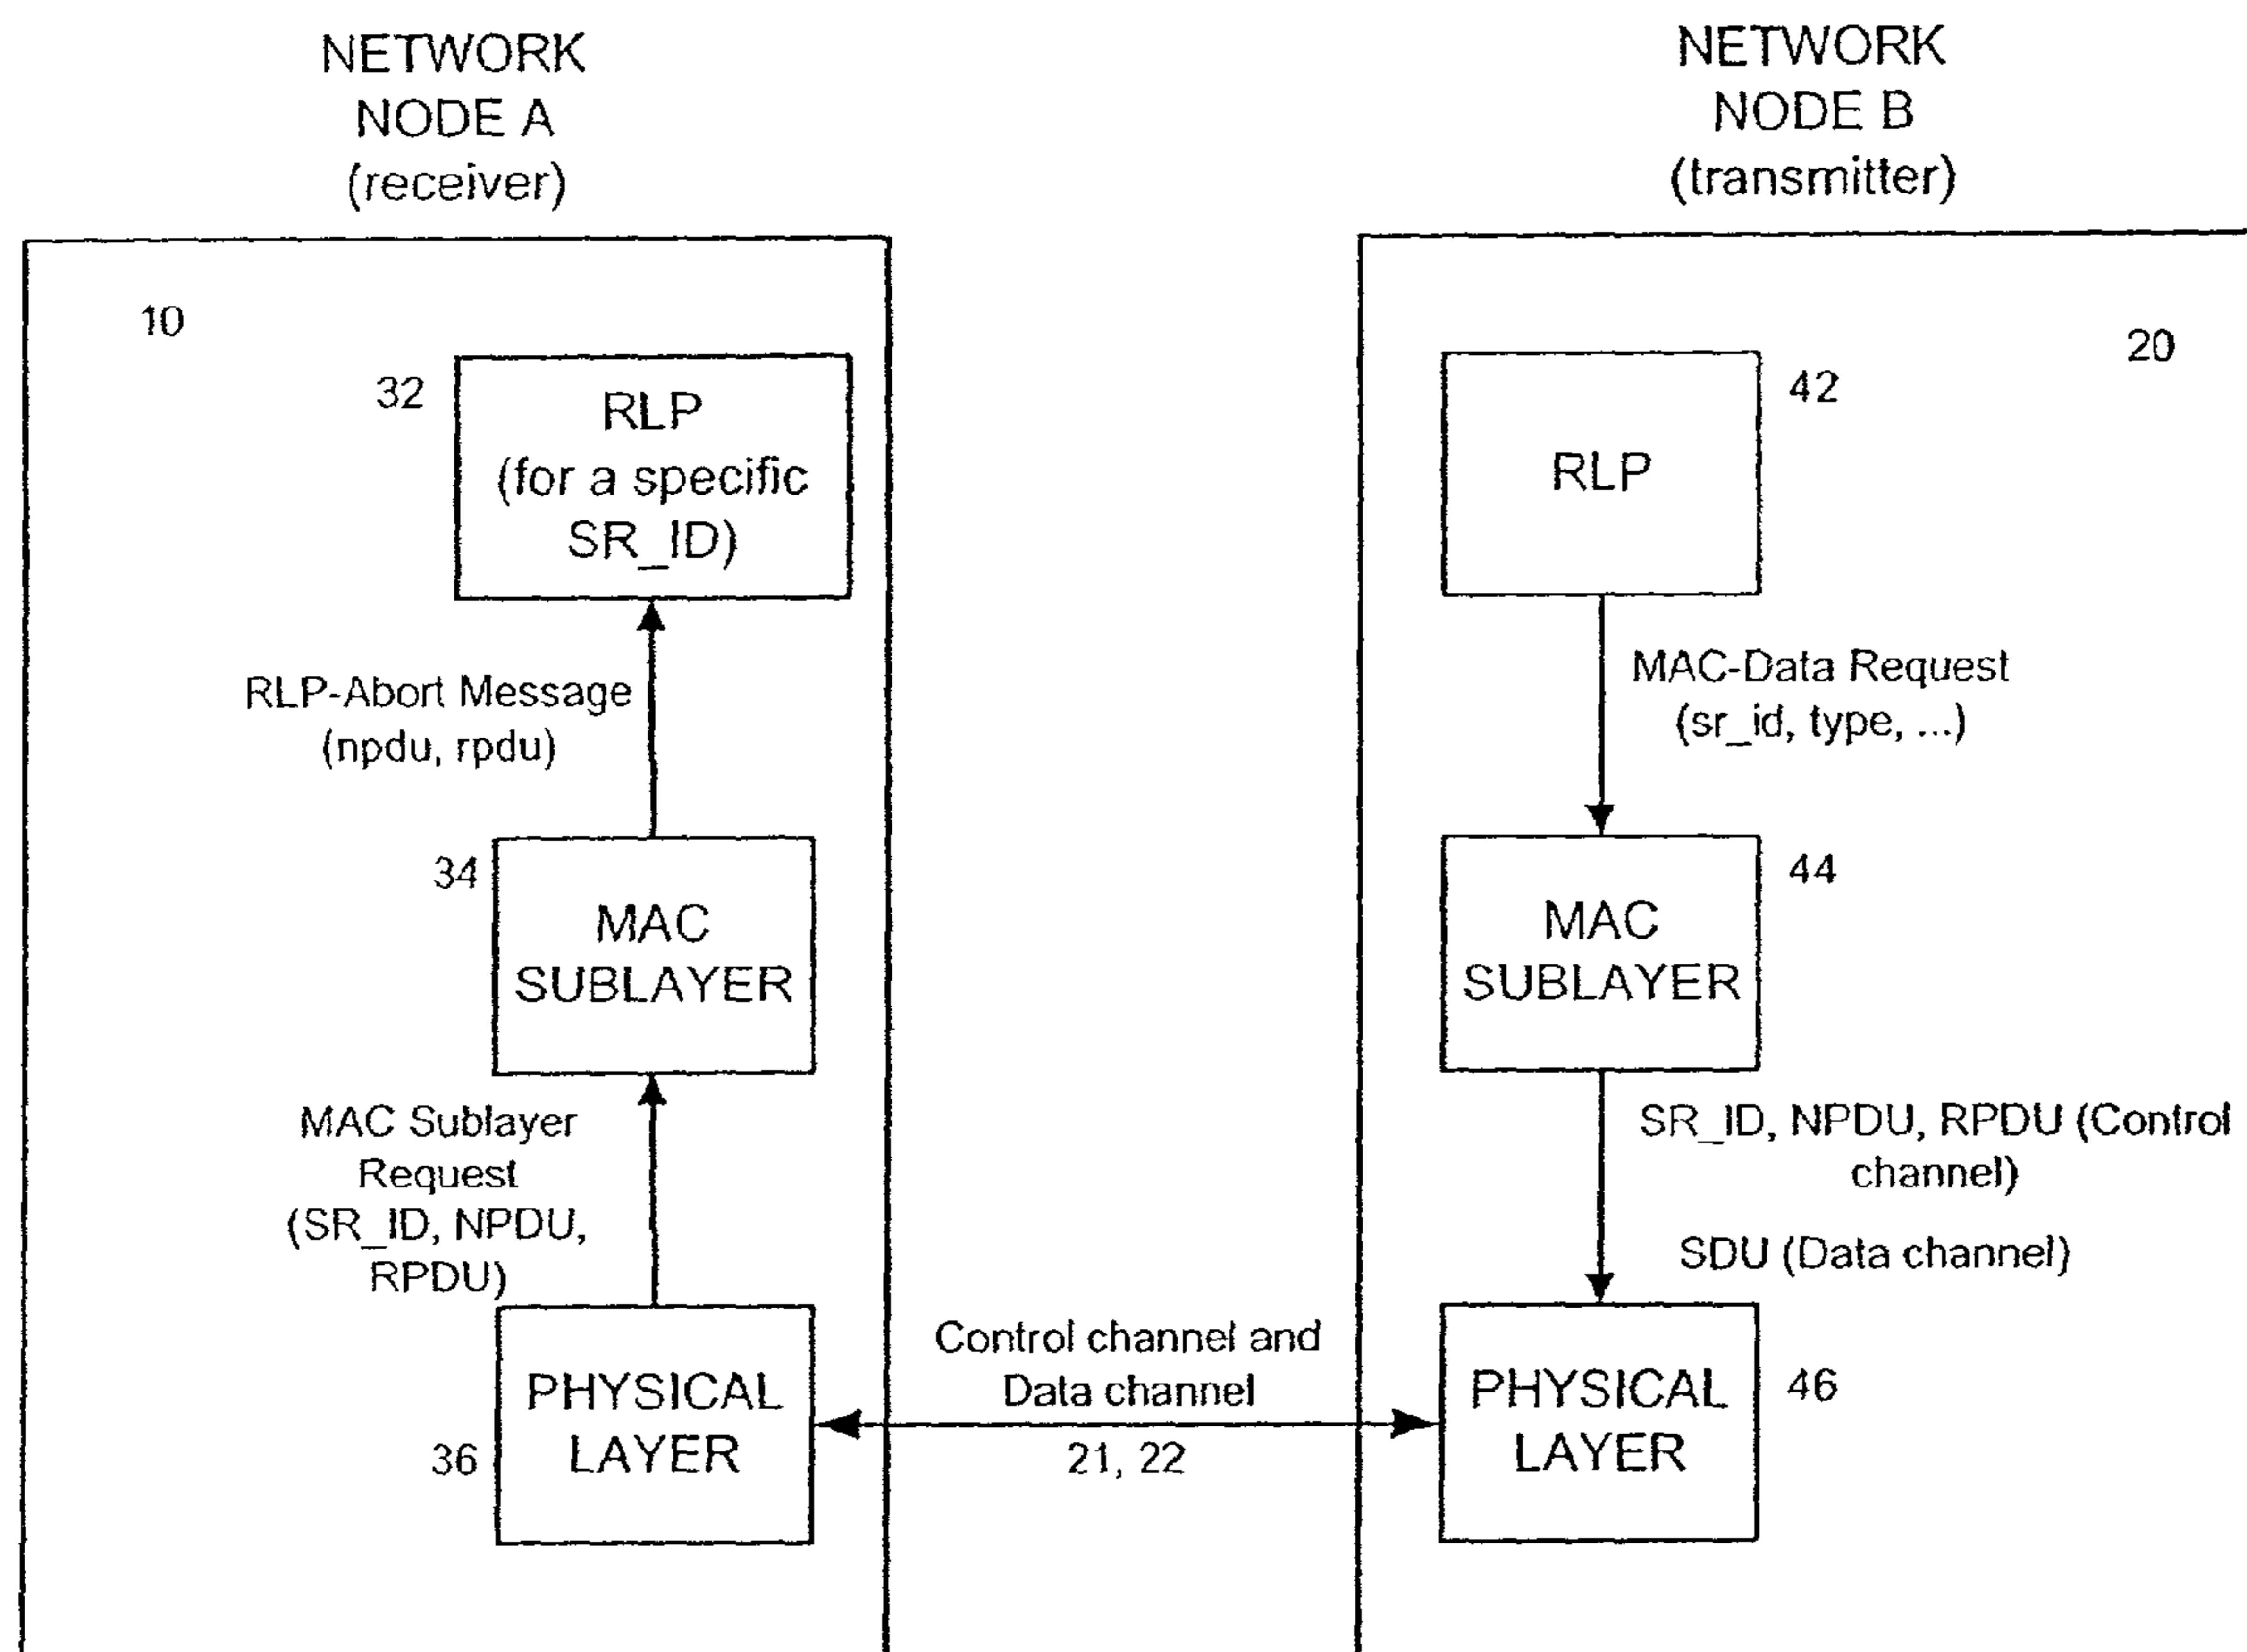 NETWORK
NODE A
(receiver)
NETWORK
NODE B
(transmitter)
10
32
RLP
(for a specific
SR_ID)
RLP-Abort Message
(npdu, rpdu)
34
MAC
SUBLAYER
MAC Sublayer
Request
(SR_ID, NPDU,
RPDU)
36
PHYSICAL
LAYER
Control channel and
Data channel
21, 22
20
42
RLP
MAC-Data Request
(sr_id, type, ...)
44
MAC
SUBLAYER
SR_ID, NPDU, RPDU (Control
channel)
SDU (Data channel)
PHYSICAL
LAYER
46